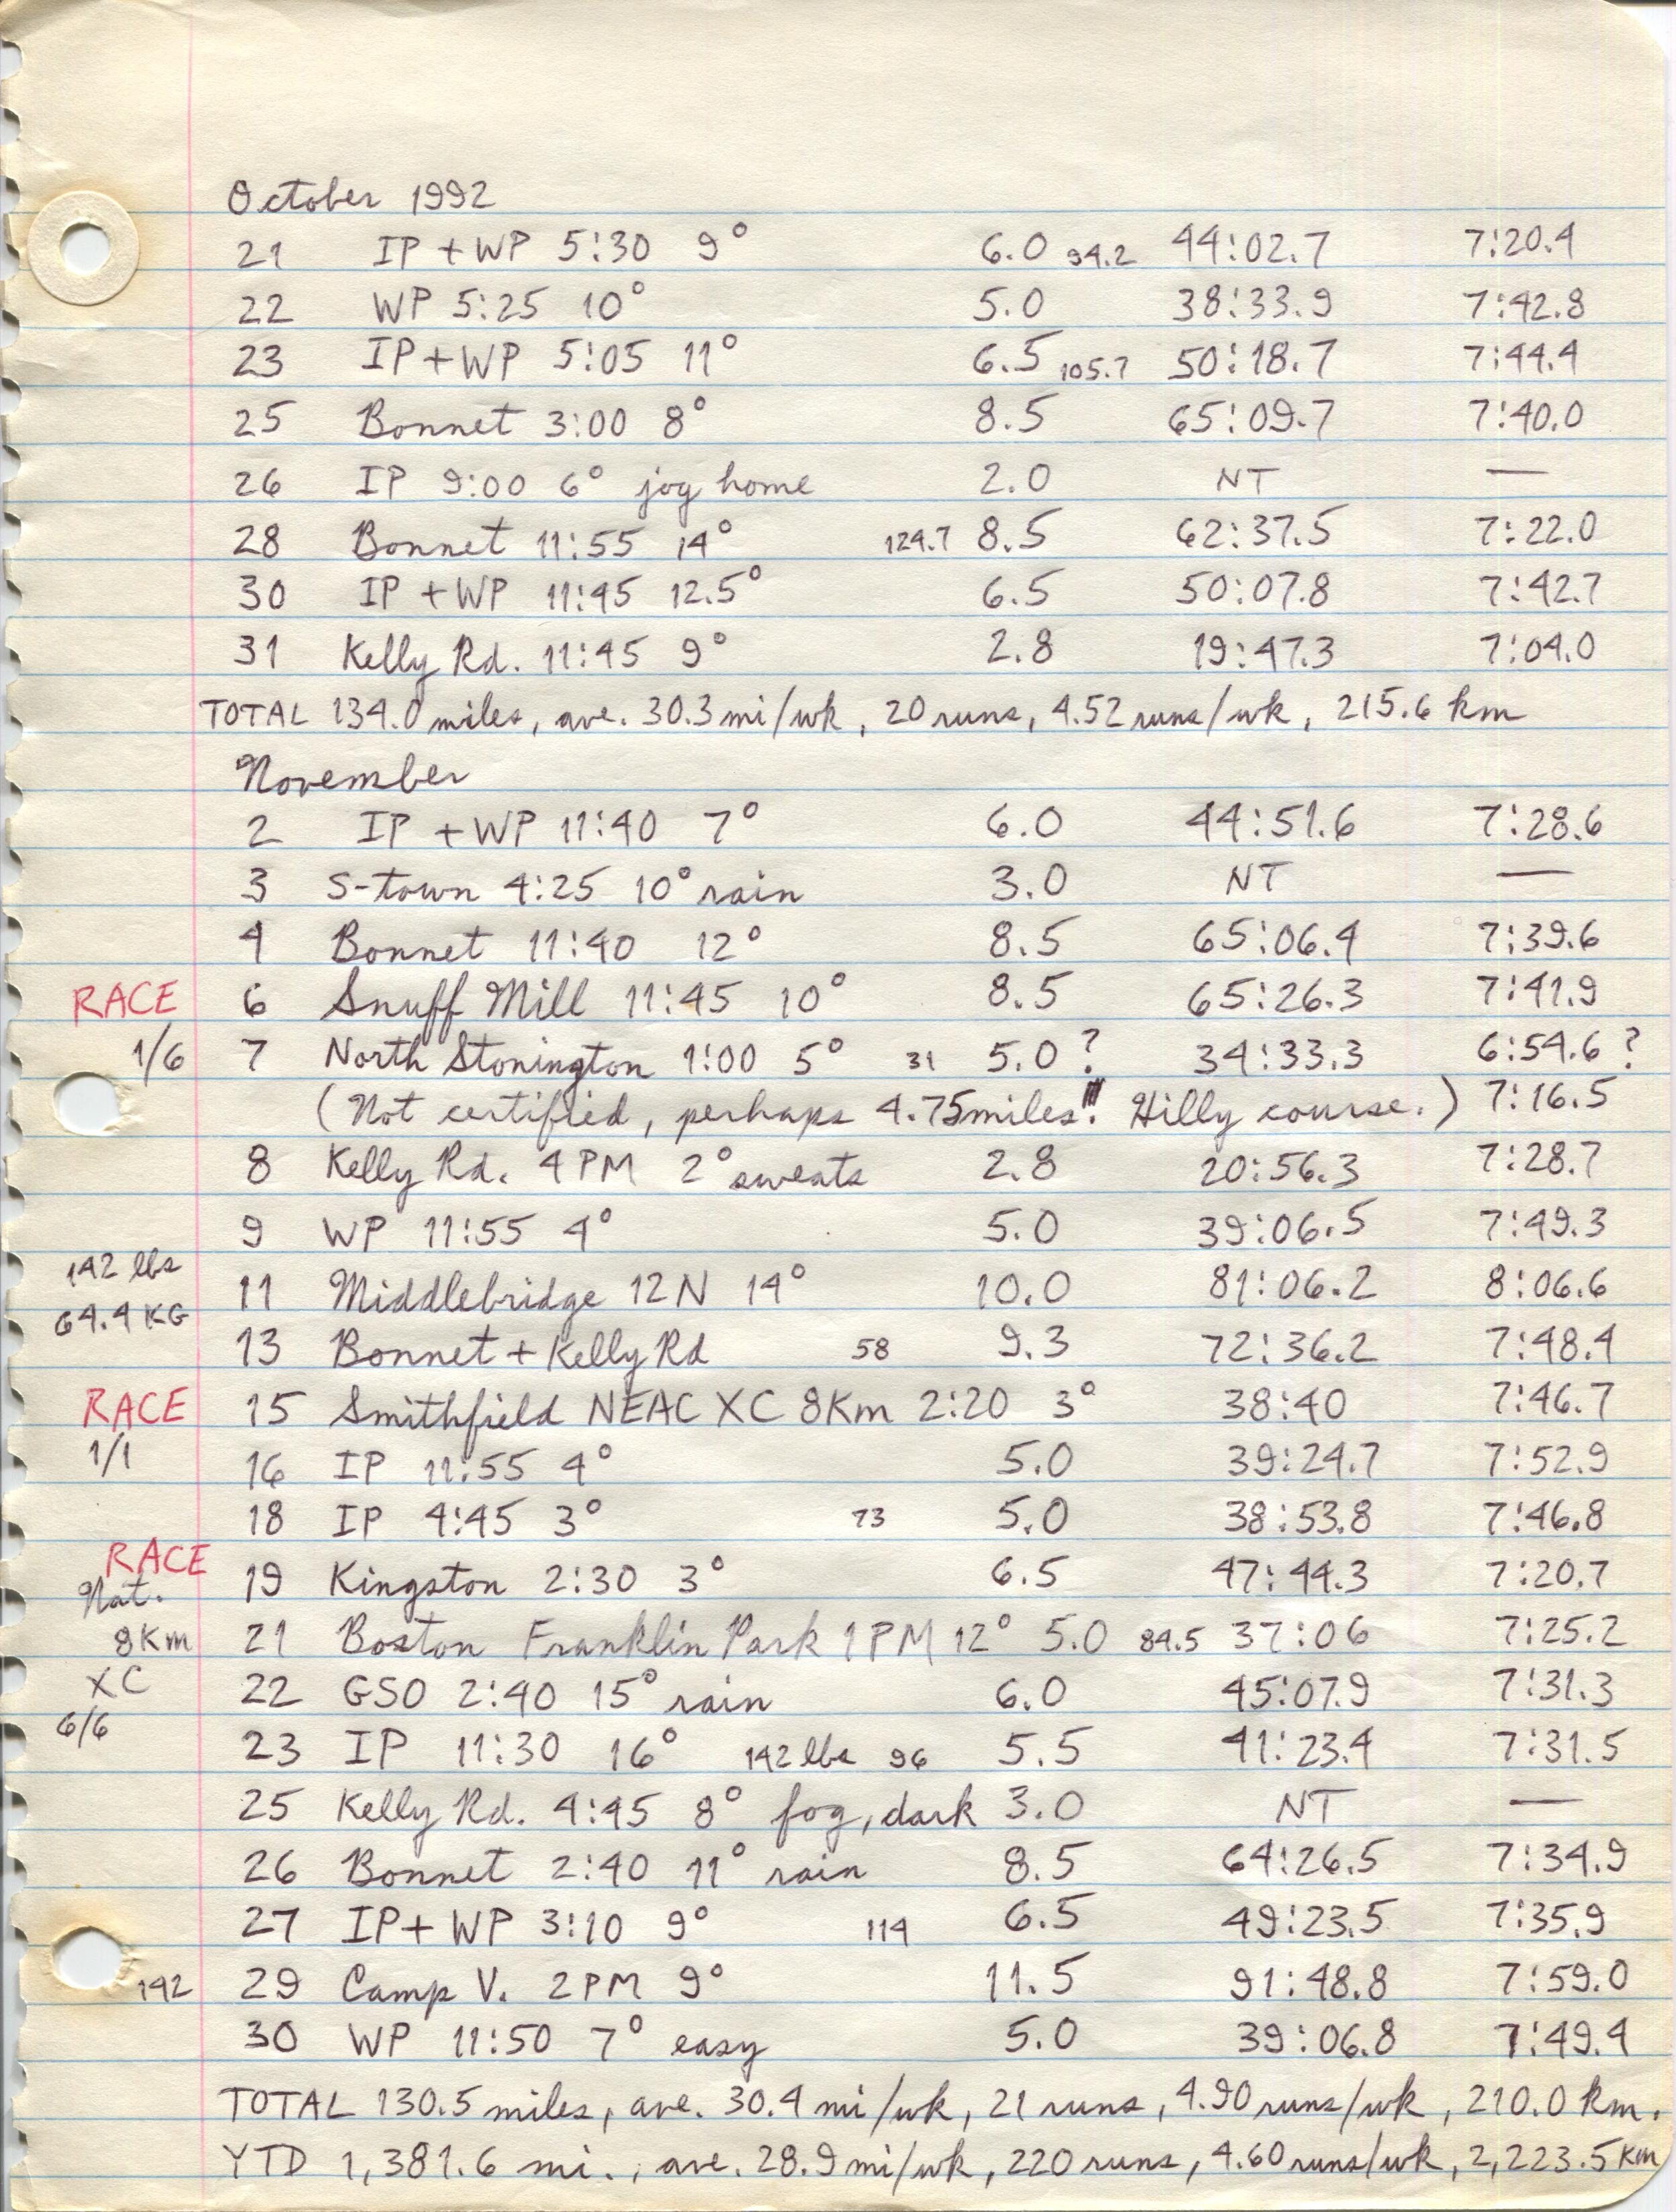 October 1992
21 IP + WP 5:30 9° 6.0 94.2 44:02.7 7:20.4
22 WP 5:25 10° 5.0 38:33.9 7:42.8
23 IP + WP 5:05 11° 6.5 105.7 50:18.7 7:44.4
25 Bonnet 3:00 8° 8.5 65:09.7 7:40.0
26 IP 9:00 6° jog home 2.0 NT —
28 Bonnet 11:55 14° 124.7 8.5 62:37.5 7:22.0
30 IP + WP 11:45 12.5° 6.5 50:07.8 7:42.7
31 Kelly Rd. 11:45 9° 2.8 19:47.3 7:04.0
TOTAL 134.0 miles, ave. 30.3 mi/wk, 20 runs, 4.52 runs/wk, 215.6 km
November
2 IP + WP 11:40 7° 6.0 44:51.6 7:28.6
3 S-town 4:25 10° rain 3.0 NT —
4 Bonnet 11:40 12° 8.5 65:06.4 7:39.6
RACE 6 Snuff Mill 11:45 10° 8.5 65:26.3 7:41.9
1/6 7 North Stonington 1:00 5° 31 5.0? 34:33.3 6:54.6?
(Not certified, perhaps 4.75 miles!!! Hilly course.) 7:16.5
8 Kelly Rd. 4 PM 2° sweats 2.8 20:56.3 7:28.7
9 WP 11:55 4° 5.0 39:06.5 7:49.3
142 lbs
11 Middlebridge 12 N 14° 10.0 81:06.2 8:06.6
64.4 KG
13 Bonnet + Kelly Rd 58 9.3 72:36.2 7:48.4
RACE 15 Smithfield NEAC XC 8Km 2:20 3° 38:40 7:46.7
1/1 16 IP 11:55 4° 5.0 39:24.7 7:52.9
18 IP 4:45 3° 73 5.0 38:53.8 7:46.8
RACE
Nat. 19 Kingston 2:30 3° 6.5 47:44.3 7:20.7
8Km 21 Boston Franklin Park 1 PM 12° 5.0 84.5 37:06 7:25.2
XC 22 GSO 2:40 15° rain 6.0 45:07.9 7:31.3
6/6 23 IP 11:30 16° 142 lbs 96 5.5 41:23.4 7:31.5
25 Kelly Rd. 4:45 8° fog, dark 3.0 NT —
26 Bonnet 2:40 11° rain 8.5 64:26.5 7:34.9
27 IP + WP 3:10 9° 114 6.5 49:23.5 7:35.9
142 29 Camp V. 2 PM 9° 11.5 91:48.8 7:59.0
30 WP 11:50 7° easy 5.0 39:06.8 7:49.4
TOTAL 130.5 miles, ave. 30.4 mi/wk, 21 runs, 4.90 runs/wk, 210.0 km.
YTD 1,381.6 mi., ave. 28.9 mi/wk, 220 runs, 4.60 runs/wk, 2,223.5 km